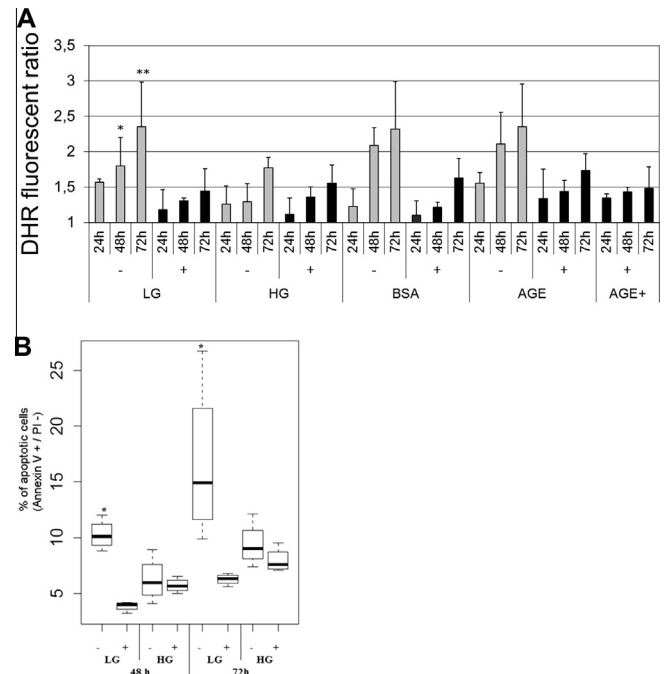 A
DHR fluorescent ratio
3,5
3
2,5
2
1,5
1
* **
24h 48h 72h 24h 48h 72h 24h 48h 72h 24h 48h 72h 24h 48h 72h 24h 48h 72h 24h 48h 72h 24h 48h 72h 24h 48h 72h
- + - + - + - + +
LG HG BSA AGE AGE+
B
% of apoptotic cells
(Annexin V + / PI -)
25
20
15
10
5
* *
- + - + - + - +
LG HG LG HG
48 h 72h